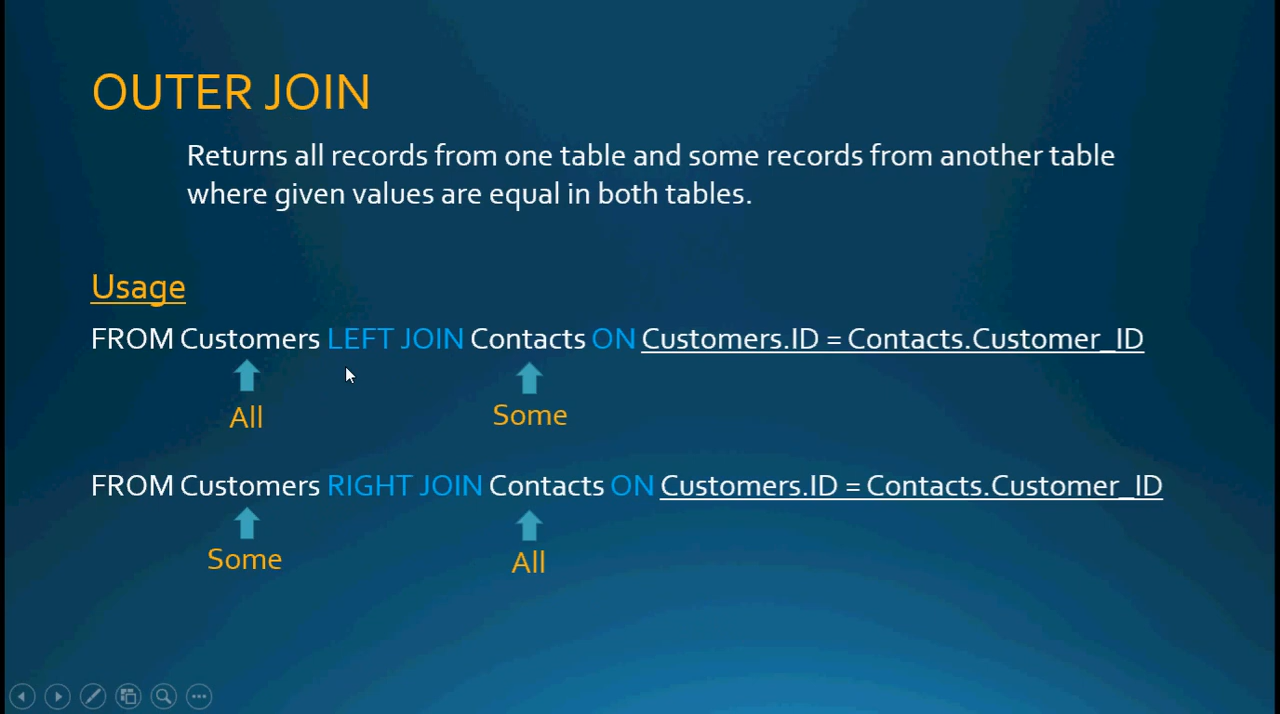 OUTER JOIN
Returns all records from one table and some records from another table
where given values are equal in both tables.
Usage
FROM Customers LEFT JOIN Contacts ON Customers.ID = Contacts.Customer_ID
All Some
FROM Customers RIGHT JOIN Contacts ON Customers.ID = Contacts.Customer_ID
Some All